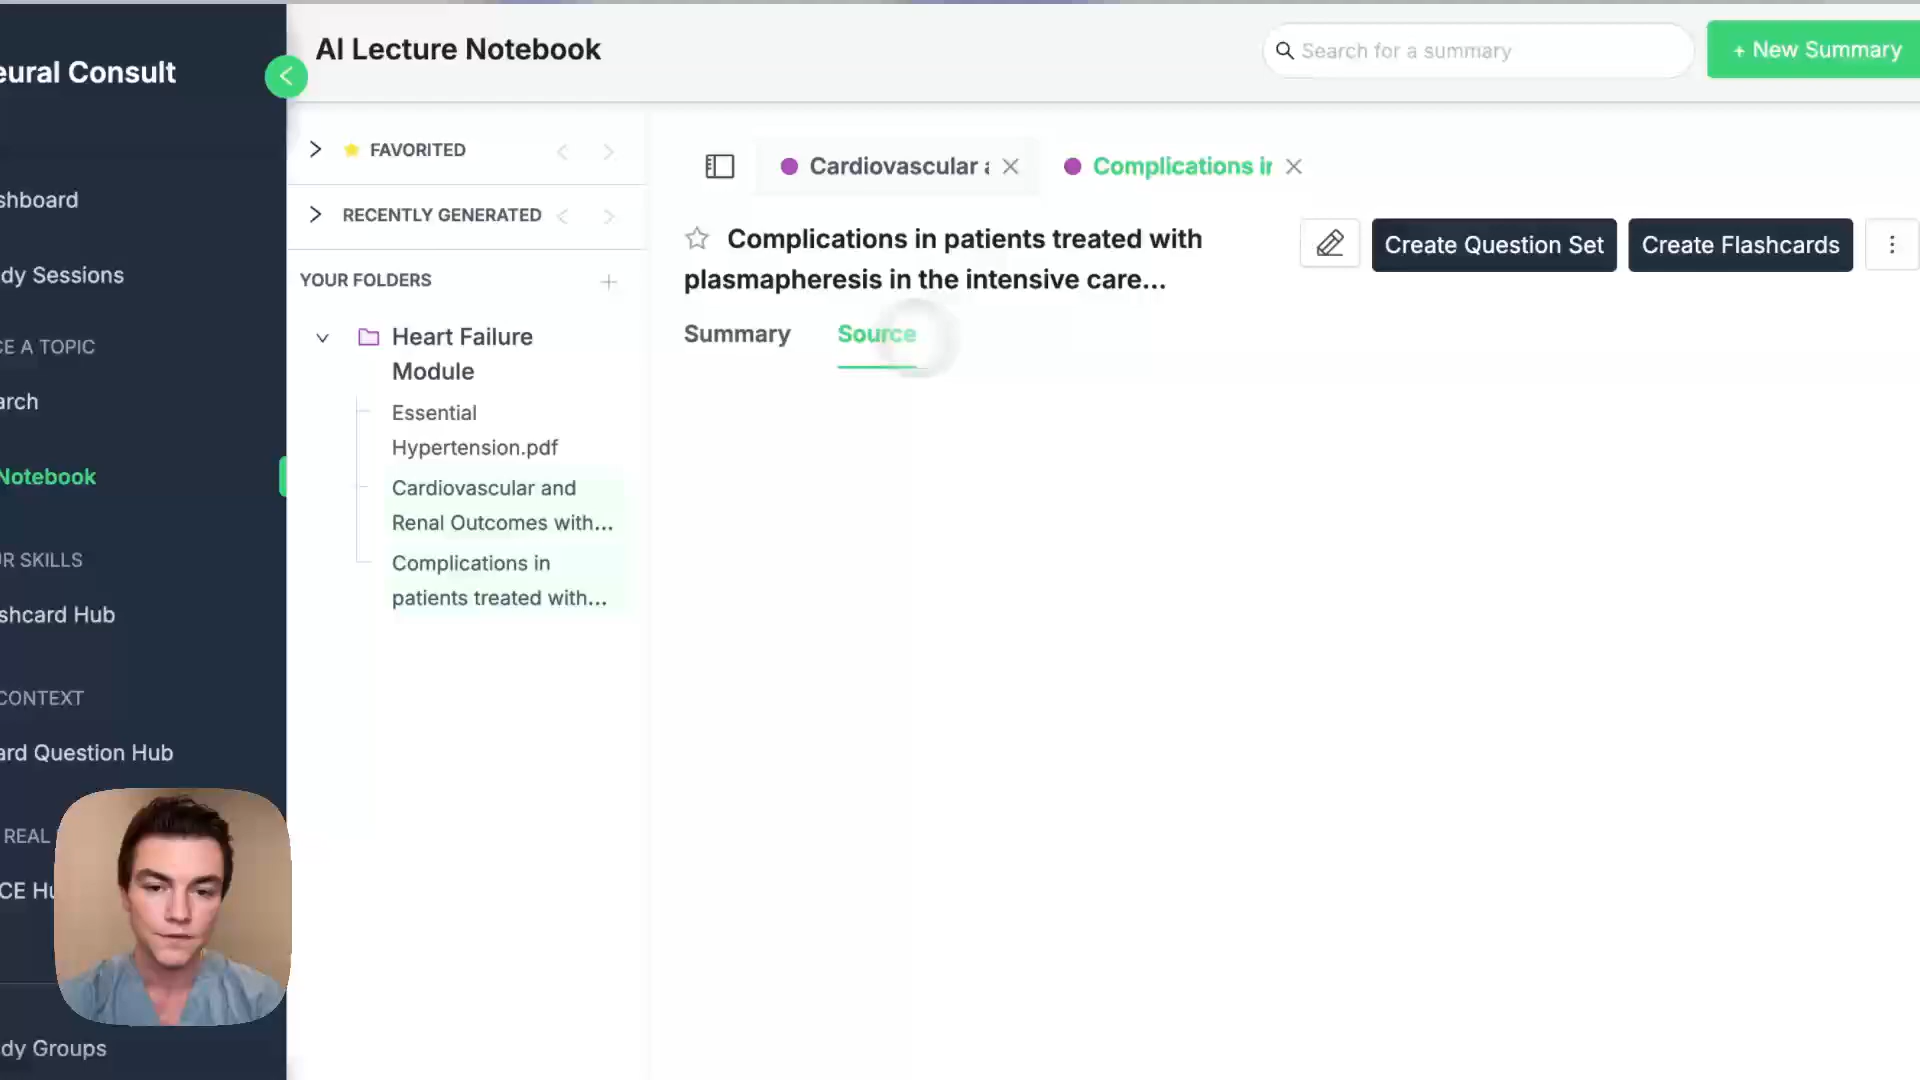 eural Consult
shboard
dy Sessions
CE A TOPIC
arch
Notebook
R SKILLS
shcard Hub
CONTEXT
ard Question Hub
REAL
CE Hu
dy Groups
AI Lecture Notebook
Search for a summary
+ New Summary
FAVORITED
RECENTLY GENERATED
YOUR FOLDERS
Heart Failure
Module
Essential
Hypertension.pdf
Cardiovascular and
Renal Outcomes with...
Complications in
patients treated with...
Cardiovascular a
Complications in
Complications in patients treated with
plasmapheresis in the intensive care...
Create Question Set
Create Flashcards
Summary
Source